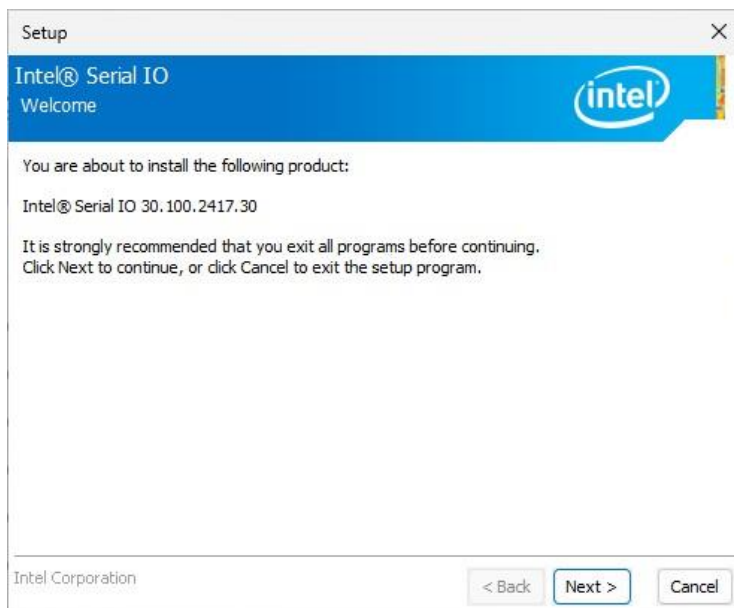 Setup
Intel® Serial IO
Welcome
intel
You are about to install the following product:
Intel® Serial IO 30.100.2417.30
It is strongly recommended that you exit all programs before continuing.
Click Next to continue, or click Cancel to exit the setup program.
Intel Corporation
< Back
Next >
Cancel